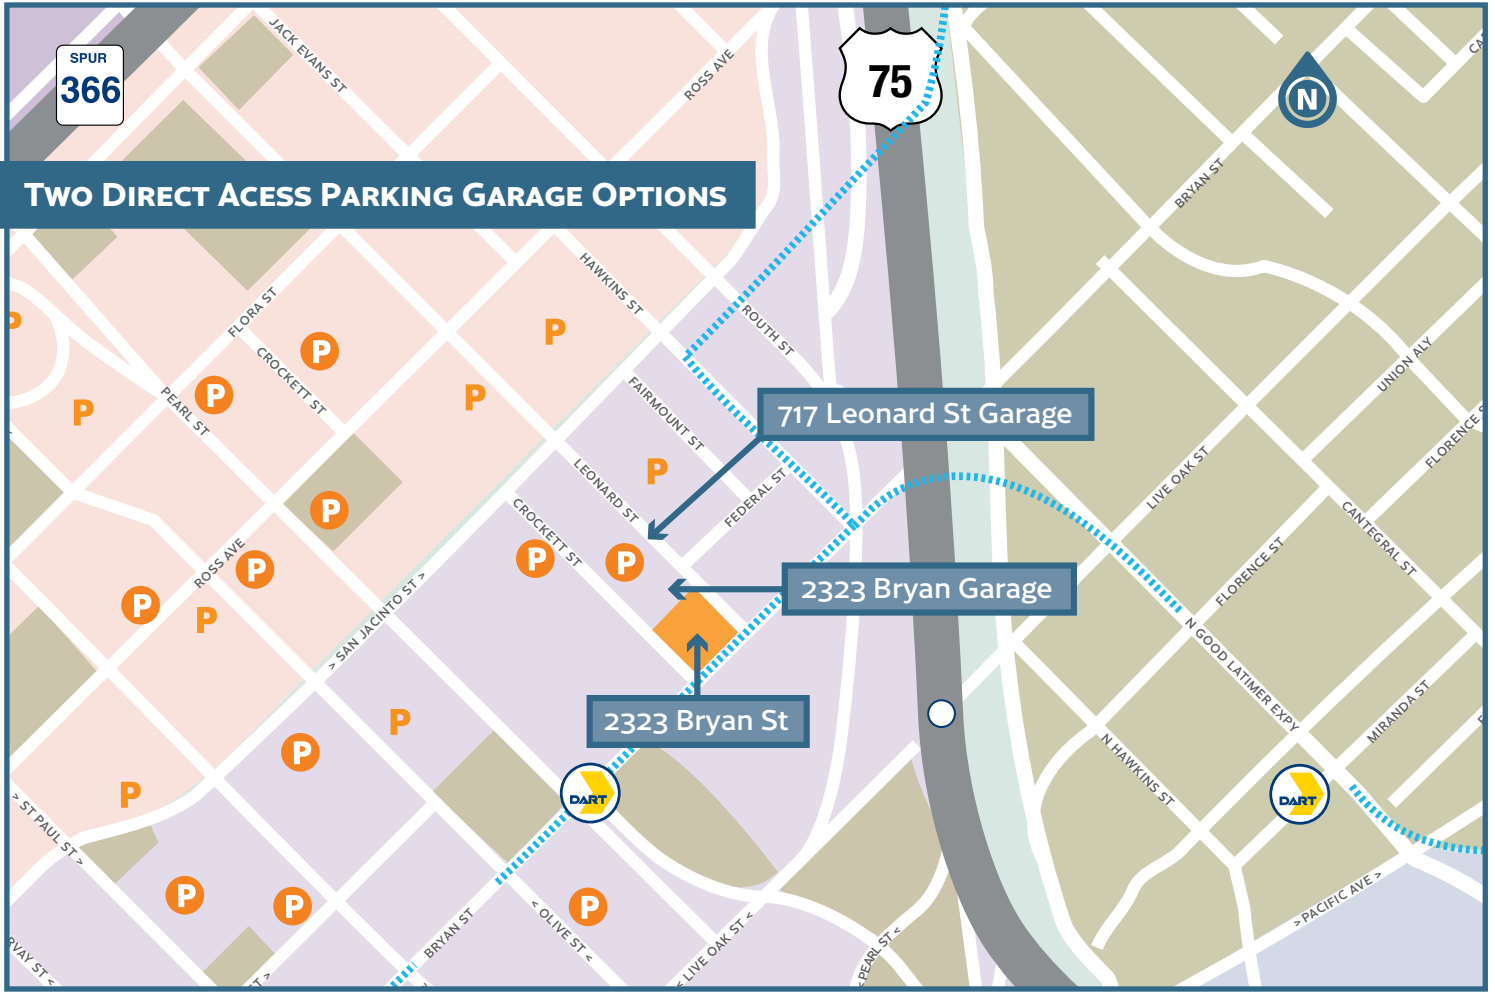 JACK EVANS ST
SPUR
366
ROSS AVE
75
N
TWO DIRECT ACESS PARKING GARAGE OPTIONS
BRYAN ST
HAWKINS ST
FLORA ST
ROUTH ST
P
P
P
P
CROCKETT ST
P
UNION ALY
PEARL ST
P
P
FAIRMOUNT ST
717 Leonard St Garage
FLORENCE S
LEONARD ST
P
FEDERAL ST
LIVE OAK ST
CROCKETT ST
P
CANTEGRAL ST
ROSS AVE
P
P
P
FLORENCE ST
2323 Bryan Garage
P
P
> SAN JACINTO ST >
N GOOD LATIMER EXPY
2323 Bryan St
P
P
MIRANDA ST
N HAWKINS ST
P
DART
DART
> ST PAUL ST >
P
P
P
BRYAN ST
< OLIVE ST <
< LIVE OAK ST <
< PEARL ST <
> PACIFIC AVE >
RVAY ST <
ST >